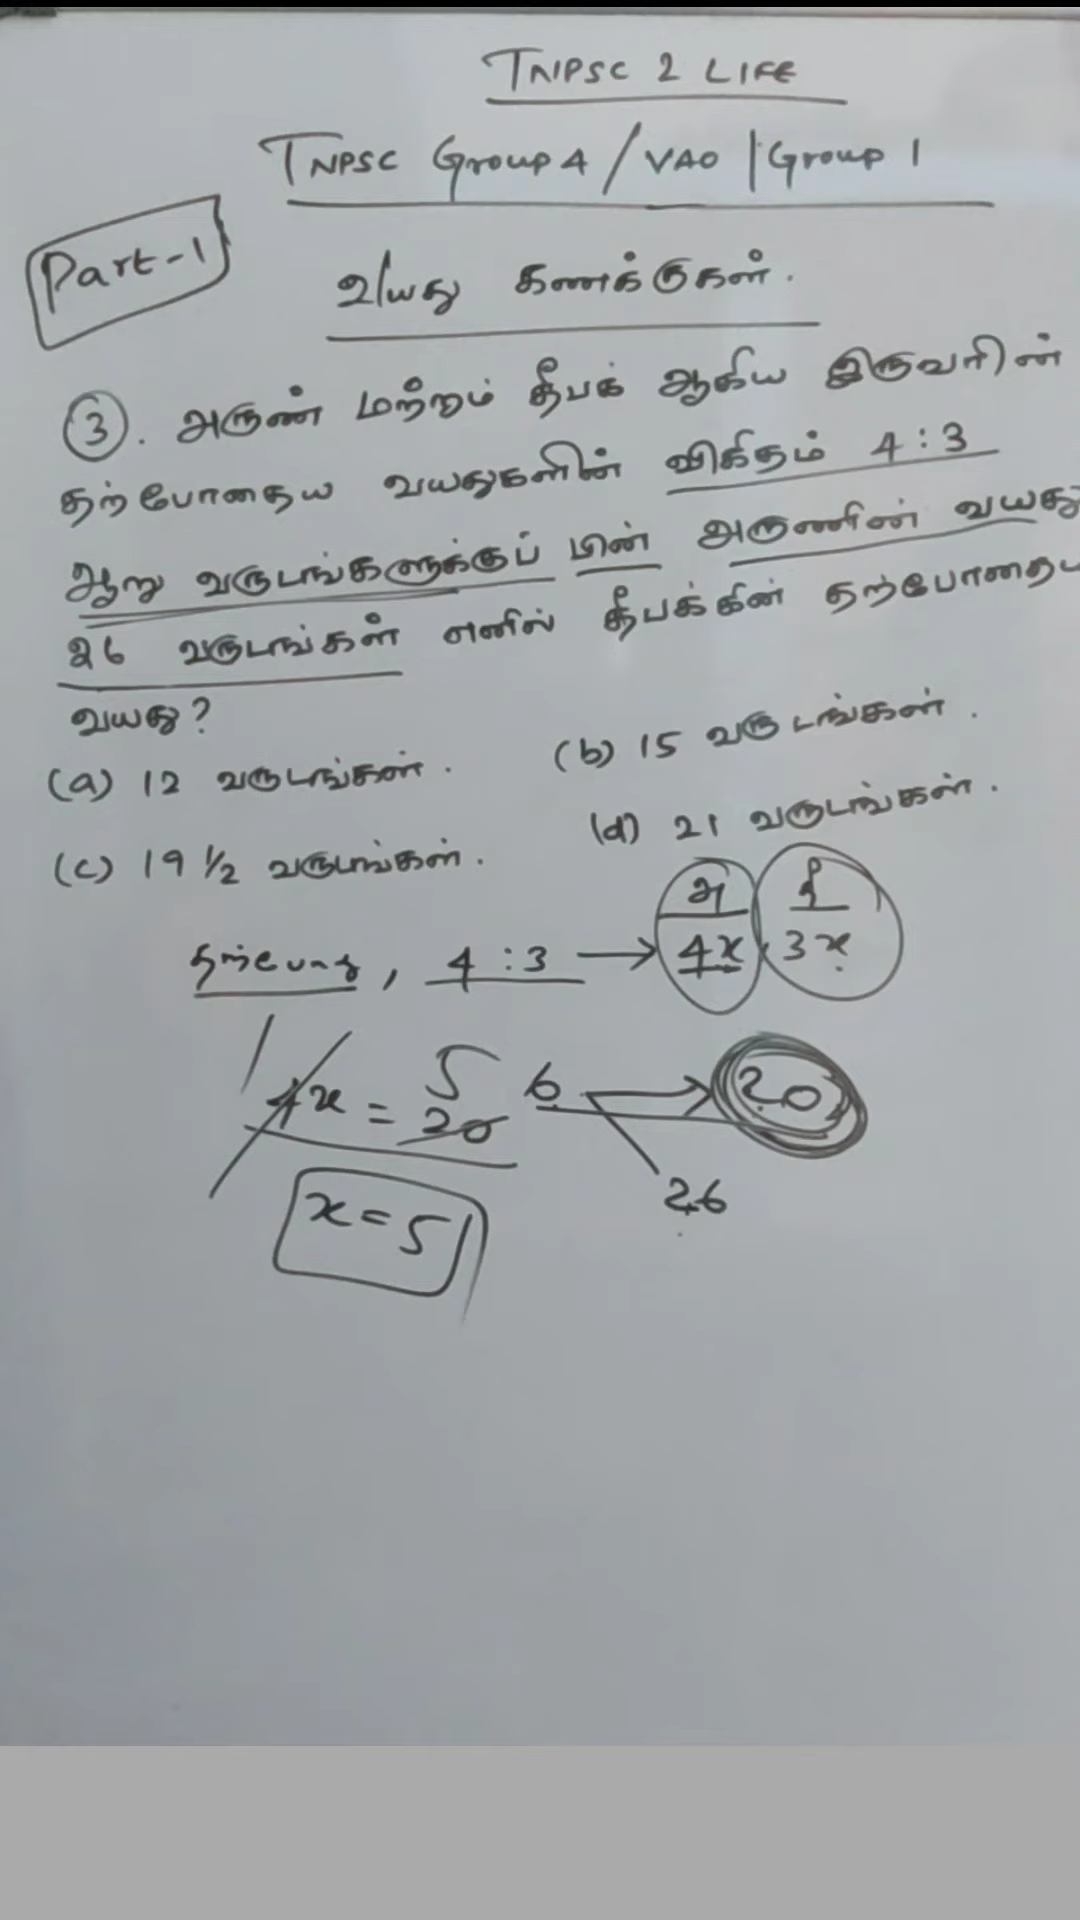 TNPSC 2 LIFE
TNPSC Group 4 / VAO | Group 1
Part-1
வயது கணக்குகள்.
3. அருண் மற்றும் தீபக் ஆகிய இருவரின்
தற்போதைய வயதுகளின் விகிதம் 4:3
ஆறு வருடங்களுக்குப் பின் அருணின் வயது
26 வருடங்கள் எனில் தீபக்கின் தற்போதைய
வயது?
(a) 12 வருடங்கள். (b) 15 வருடங்கள்.
(c) 19 1/2 வருடங்கள். (d) 21 வருடங்கள்.
அ தீ
தற்போது, 4:3 → 4x, 3x
5
4x = 20 6 → 20
26
x = 5